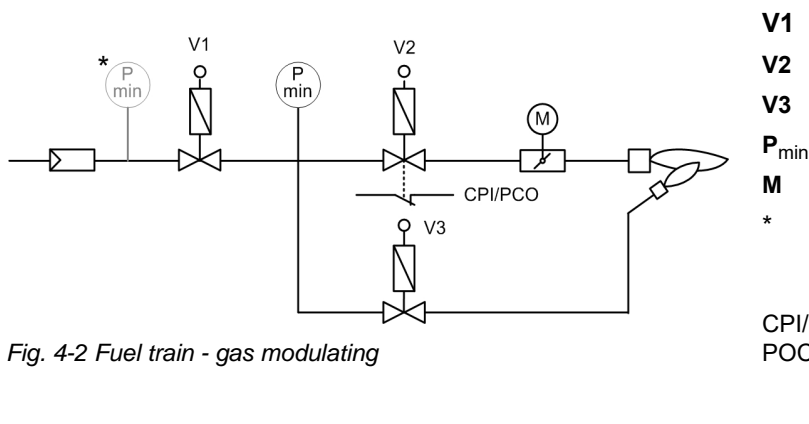 V1
V2
V3
Pmin
M
*
CPI/
POC
*
P
min
V1
P
min
V2
M
CPI/PCO
V3
Fig. 4-2 Fuel train - gas modulating